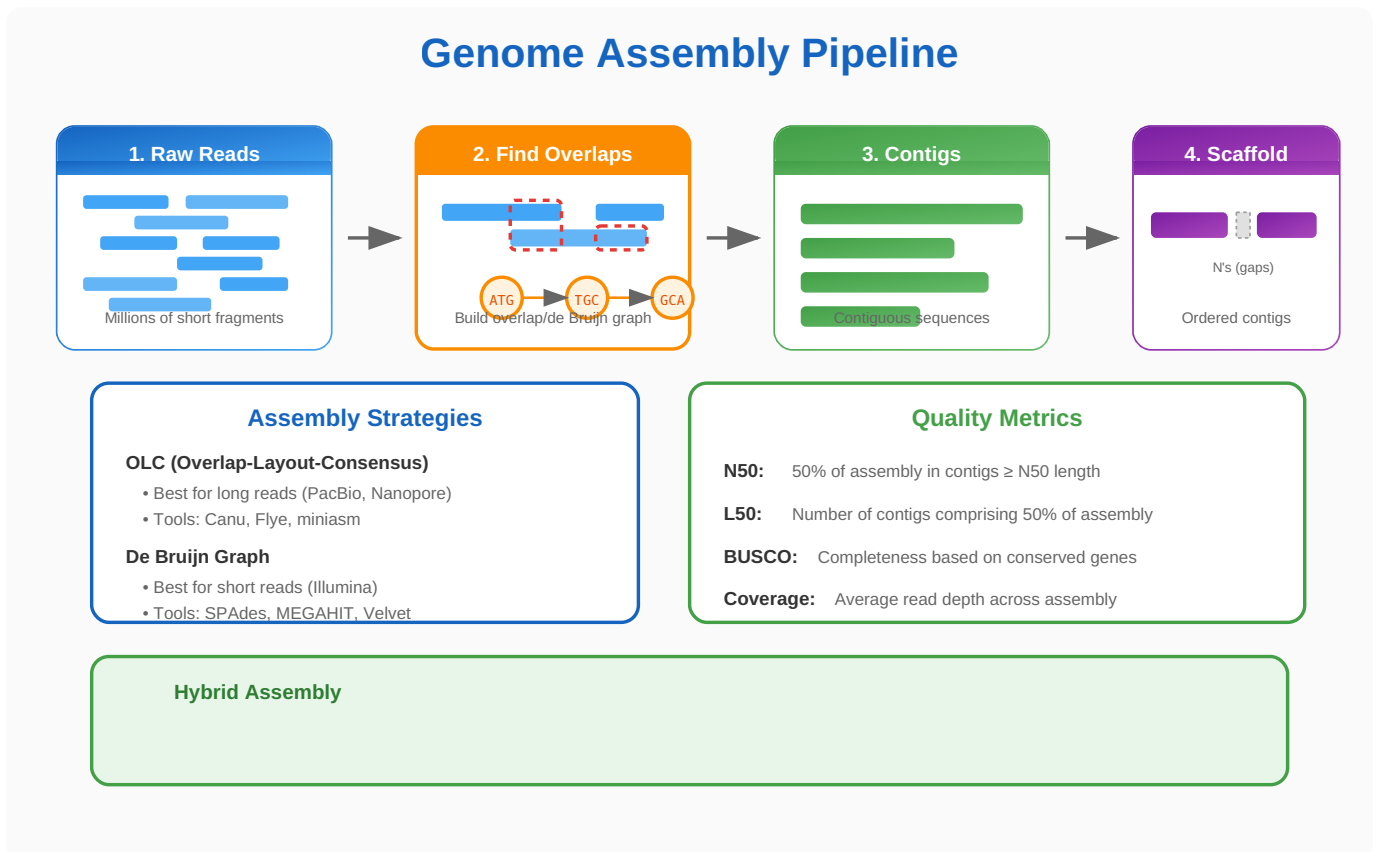 Genome Assembly Pipeline
1. Raw Reads
Millions of short fragments
2. Find Overlaps
ATG TGC GCA
Build overlap/de Bruijn graph
3. Contigs
Contiguous sequences
4. Scaffold
N's (gaps)
Ordered contigs
Assembly Strategies
OLC (Overlap-Layout-Consensus)
• Best for long reads (PacBio, Nanopore)
• Tools: Canu, Flye, miniasm
De Bruijn Graph
• Best for short reads (Illumina)
• Tools: SPAdes, MEGAHIT, Velvet
Quality Metrics
N50: 50% of assembly in contigs ≥ N50 length
L50: Number of contigs comprising 50% of assembly
BUSCO: Completeness based on conserved genes
Coverage: Average read depth across assembly
Hybrid Assembly